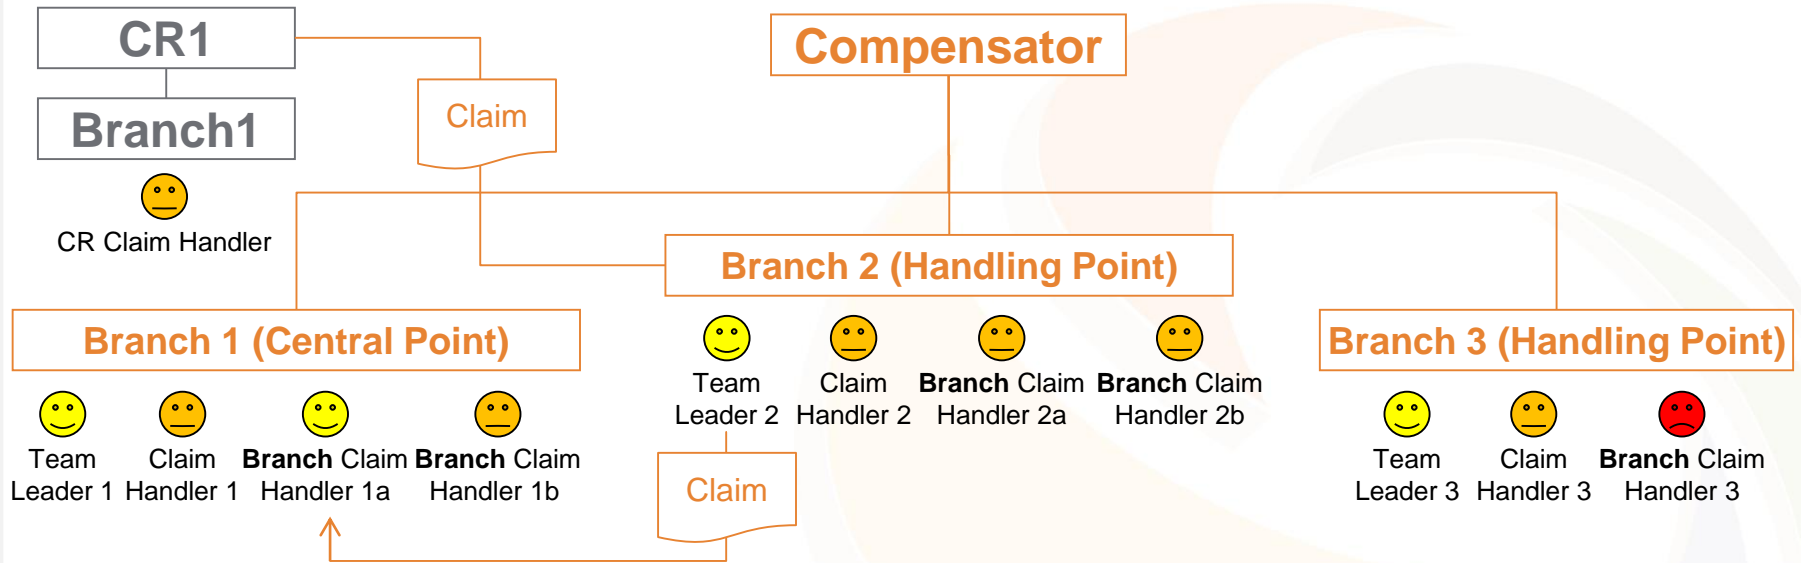 CR1
Compensator
Claim
Branch1
CR Claim Handler
Branch 2 (Handling Point)
Branch 1 (Central Point)
Branch 3 (Handling Point)
Team
Leader 2
Claim
Handler 2
Branch Claim
Handler 2a
Branch Claim
Handler 2b
Team
Leader 1
Claim
Handler 1
Branch Claim
Handler 1a
Branch Claim
Handler 1b
Claim
Team
Leader 3
Claim
Handler 3
Branch Claim
Handler 3